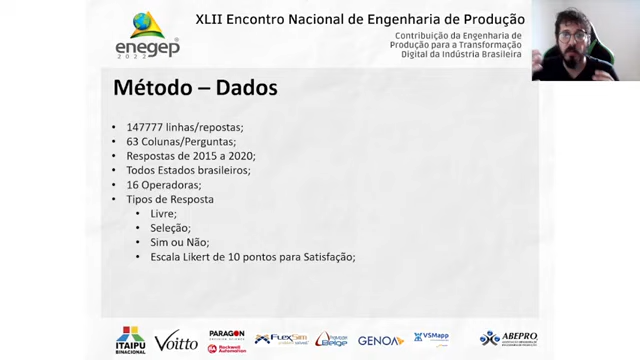 XLII Encontro Nacional de Engenharia de Produção
Contribuição da Engenharia de
Produção para a Transformação
Digital da Indústria Brasileira
enegep
2022
Método – Dados
• 147777 linhas/repostas;
• 63 Colunas/Perguntas;
• Respostas de 2015 a 2020;
• Todos Estados brasileiros;
• 16 Operadoras;
• Tipos de Resposta
• Livre;
• Seleção;
• Sim ou Não;
• Escala Likert de 10 pontos para Satisfação;
ITAIPU
BINACIONAL
Voitto
PARAGON
Rockwell
Automation
FLEXSIM
GENOA
VSMapp
ABEPRO